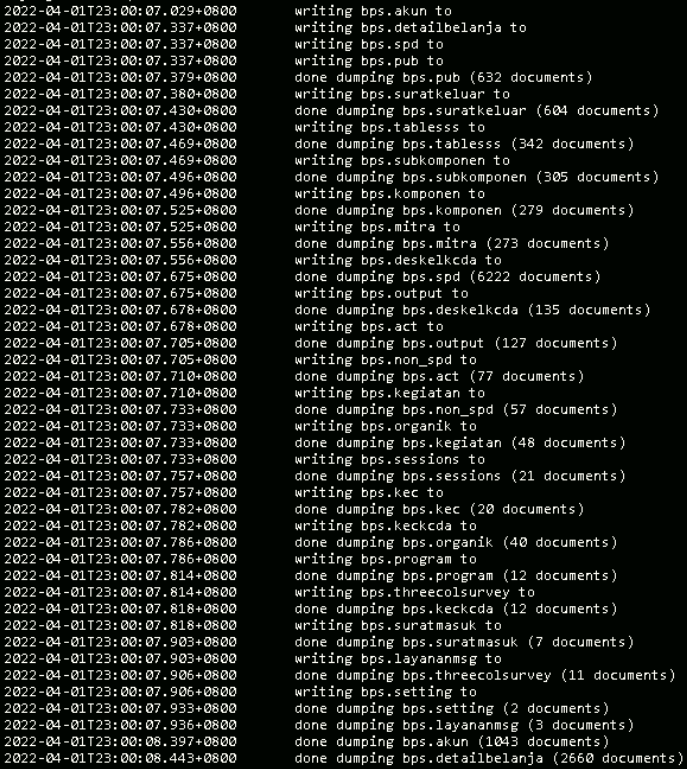 2022-04-01T23:00:07.029+0800 writing bps.akun to
2022-04-01T23:00:07.337+0800 writing bps.detailbelanja to
2022-04-01T23:00:07.337+0800 writing bps.spd to
2022-04-01T23:00:07.337+0800 writing bps.pub to
2022-04-01T23:00:07.379+0800 done dumping bps.pub (632 documents)
2022-04-01T23:00:07.380+0800 writing bps.suratkeluar to
2022-04-01T23:00:07.430+0800 done dumping bps.suratkeluar (604 documents)
2022-04-01T23:00:07.430+0800 writing bps.tablesss to
2022-04-01T23:00:07.469+0800 done dumping bps.tablesss (342 documents)
2022-04-01T23:00:07.469+0800 writing bps.subkomponen to
2022-04-01T23:00:07.496+0800 done dumping bps.subkomponen (305 documents)
2022-04-01T23:00:07.496+0800 writing bps.komponen to
2022-04-01T23:00:07.525+0800 done dumping bps.komponen (279 documents)
2022-04-01T23:00:07.525+0800 writing bps.mitra to
2022-04-01T23:00:07.556+0800 done dumping bps.mitra (273 documents)
2022-04-01T23:00:07.556+0800 writing bps.deskelkcda to
2022-04-01T23:00:07.675+0800 done dumping bps.spd (6222 documents)
2022-04-01T23:00:07.675+0800 writing bps.output to
2022-04-01T23:00:07.678+0800 done dumping bps.deskelkcda (135 documents)
2022-04-01T23:00:07.678+0800 writing bps.act to
2022-04-01T23:00:07.705+0800 done dumping bps.output (127 documents)
2022-04-01T23:00:07.705+0800 writing bps.non_spd to
2022-04-01T23:00:07.710+0800 done dumping bps.act (77 documents)
2022-04-01T23:00:07.710+0800 writing bps.kegiatan to
2022-04-01T23:00:07.733+0800 done dumping bps.non_spd (57 documents)
2022-04-01T23:00:07.733+0800 writing bps.organik to
2022-04-01T23:00:07.733+0800 done dumping bps.kegiatan (48 documents)
2022-04-01T23:00:07.733+0800 writing bps.sessions to
2022-04-01T23:00:07.757+0800 done dumping bps.sessions (21 documents)
2022-04-01T23:00:07.757+0800 writing bps.kec to
2022-04-01T23:00:07.782+0800 done dumping bps.kec (20 documents)
2022-04-01T23:00:07.782+0800 writing bps.keckcda to
2022-04-01T23:00:07.786+0800 done dumping bps.organik (40 documents)
2022-04-01T23:00:07.786+0800 writing bps.program to
2022-04-01T23:00:07.814+0800 done dumping bps.program (12 documents)
2022-04-01T23:00:07.814+0800 writing bps.threecolsurvey to
2022-04-01T23:00:07.818+0800 done dumping bps.keckcda (12 documents)
2022-04-01T23:00:07.818+0800 writing bps.suratmasuk to
2022-04-01T23:00:07.903+0800 done dumping bps.suratmasuk (7 documents)
2022-04-01T23:00:07.903+0800 writing bps.layananmsg to
2022-04-01T23:00:07.906+0800 done dumping bps.threecolsurvey (11 documents)
2022-04-01T23:00:07.906+0800 writing bps.setting to
2022-04-01T23:00:07.933+0800 done dumping bps.setting (2 documents)
2022-04-01T23:00:07.936+0800 done dumping bps.layananmsg (3 documents)
2022-04-01T23:00:08.397+0800 done dumping bps.akun (1043 documents)
2022-04-01T23:00:08.443+0800 done dumping bps.detailbelanja (2660 documents)